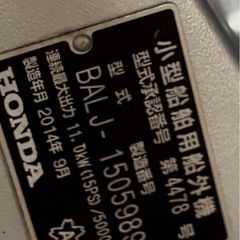 小型船舶用船外機
型式承認番号 第4478号
型式 製造番号
BALJ-150598
連続最大出力 11.0kW(15PS)/5000
製造年月 2014年9月
HONDA